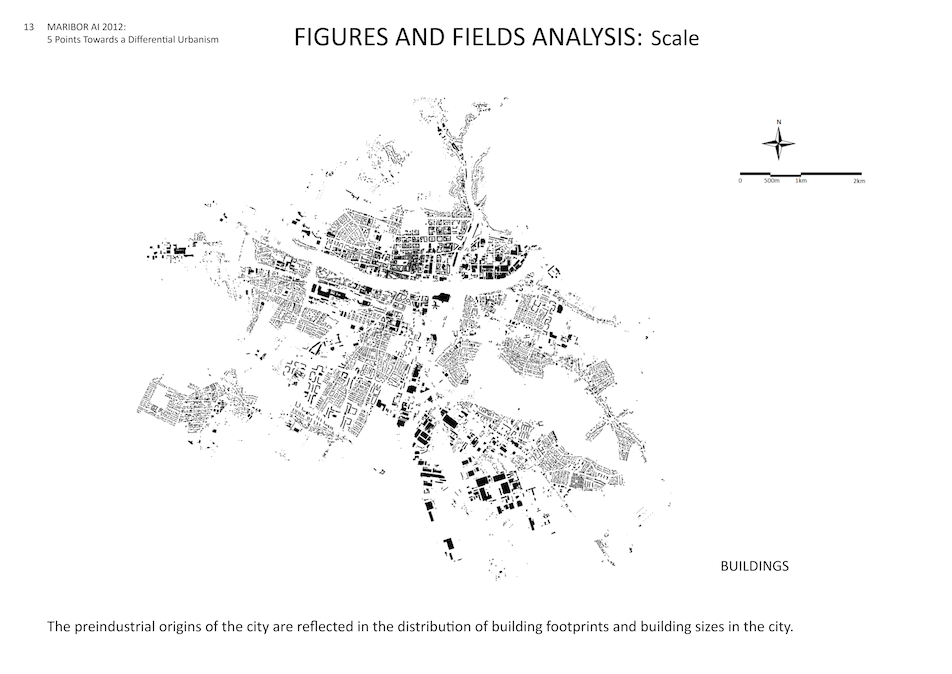 13 MARIBOR AI 2012:
5 Points Towards a Differential Urbanism
FIGURES AND FIELDS ANALYSIS: Scale
N
0 500m 1km 2km
BUILDINGS
The preindustrial origins of the city are reflected in the distribution of building footprints and building sizes in the city.